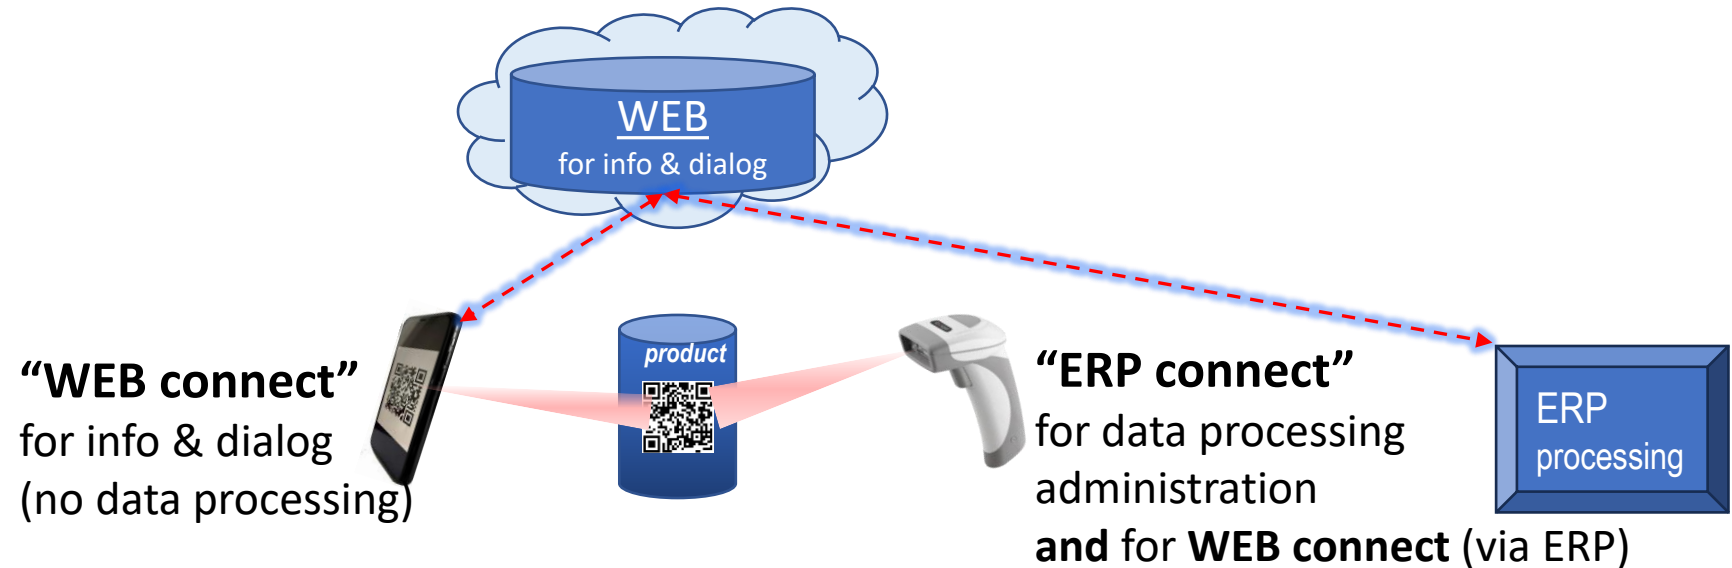 WEB
for info & dialog
“WEB connect”
for info & dialog
(no data processing)
product
“ERP connect”
for data processing
administration
and for WEB connect (via ERP)
ERP
processing